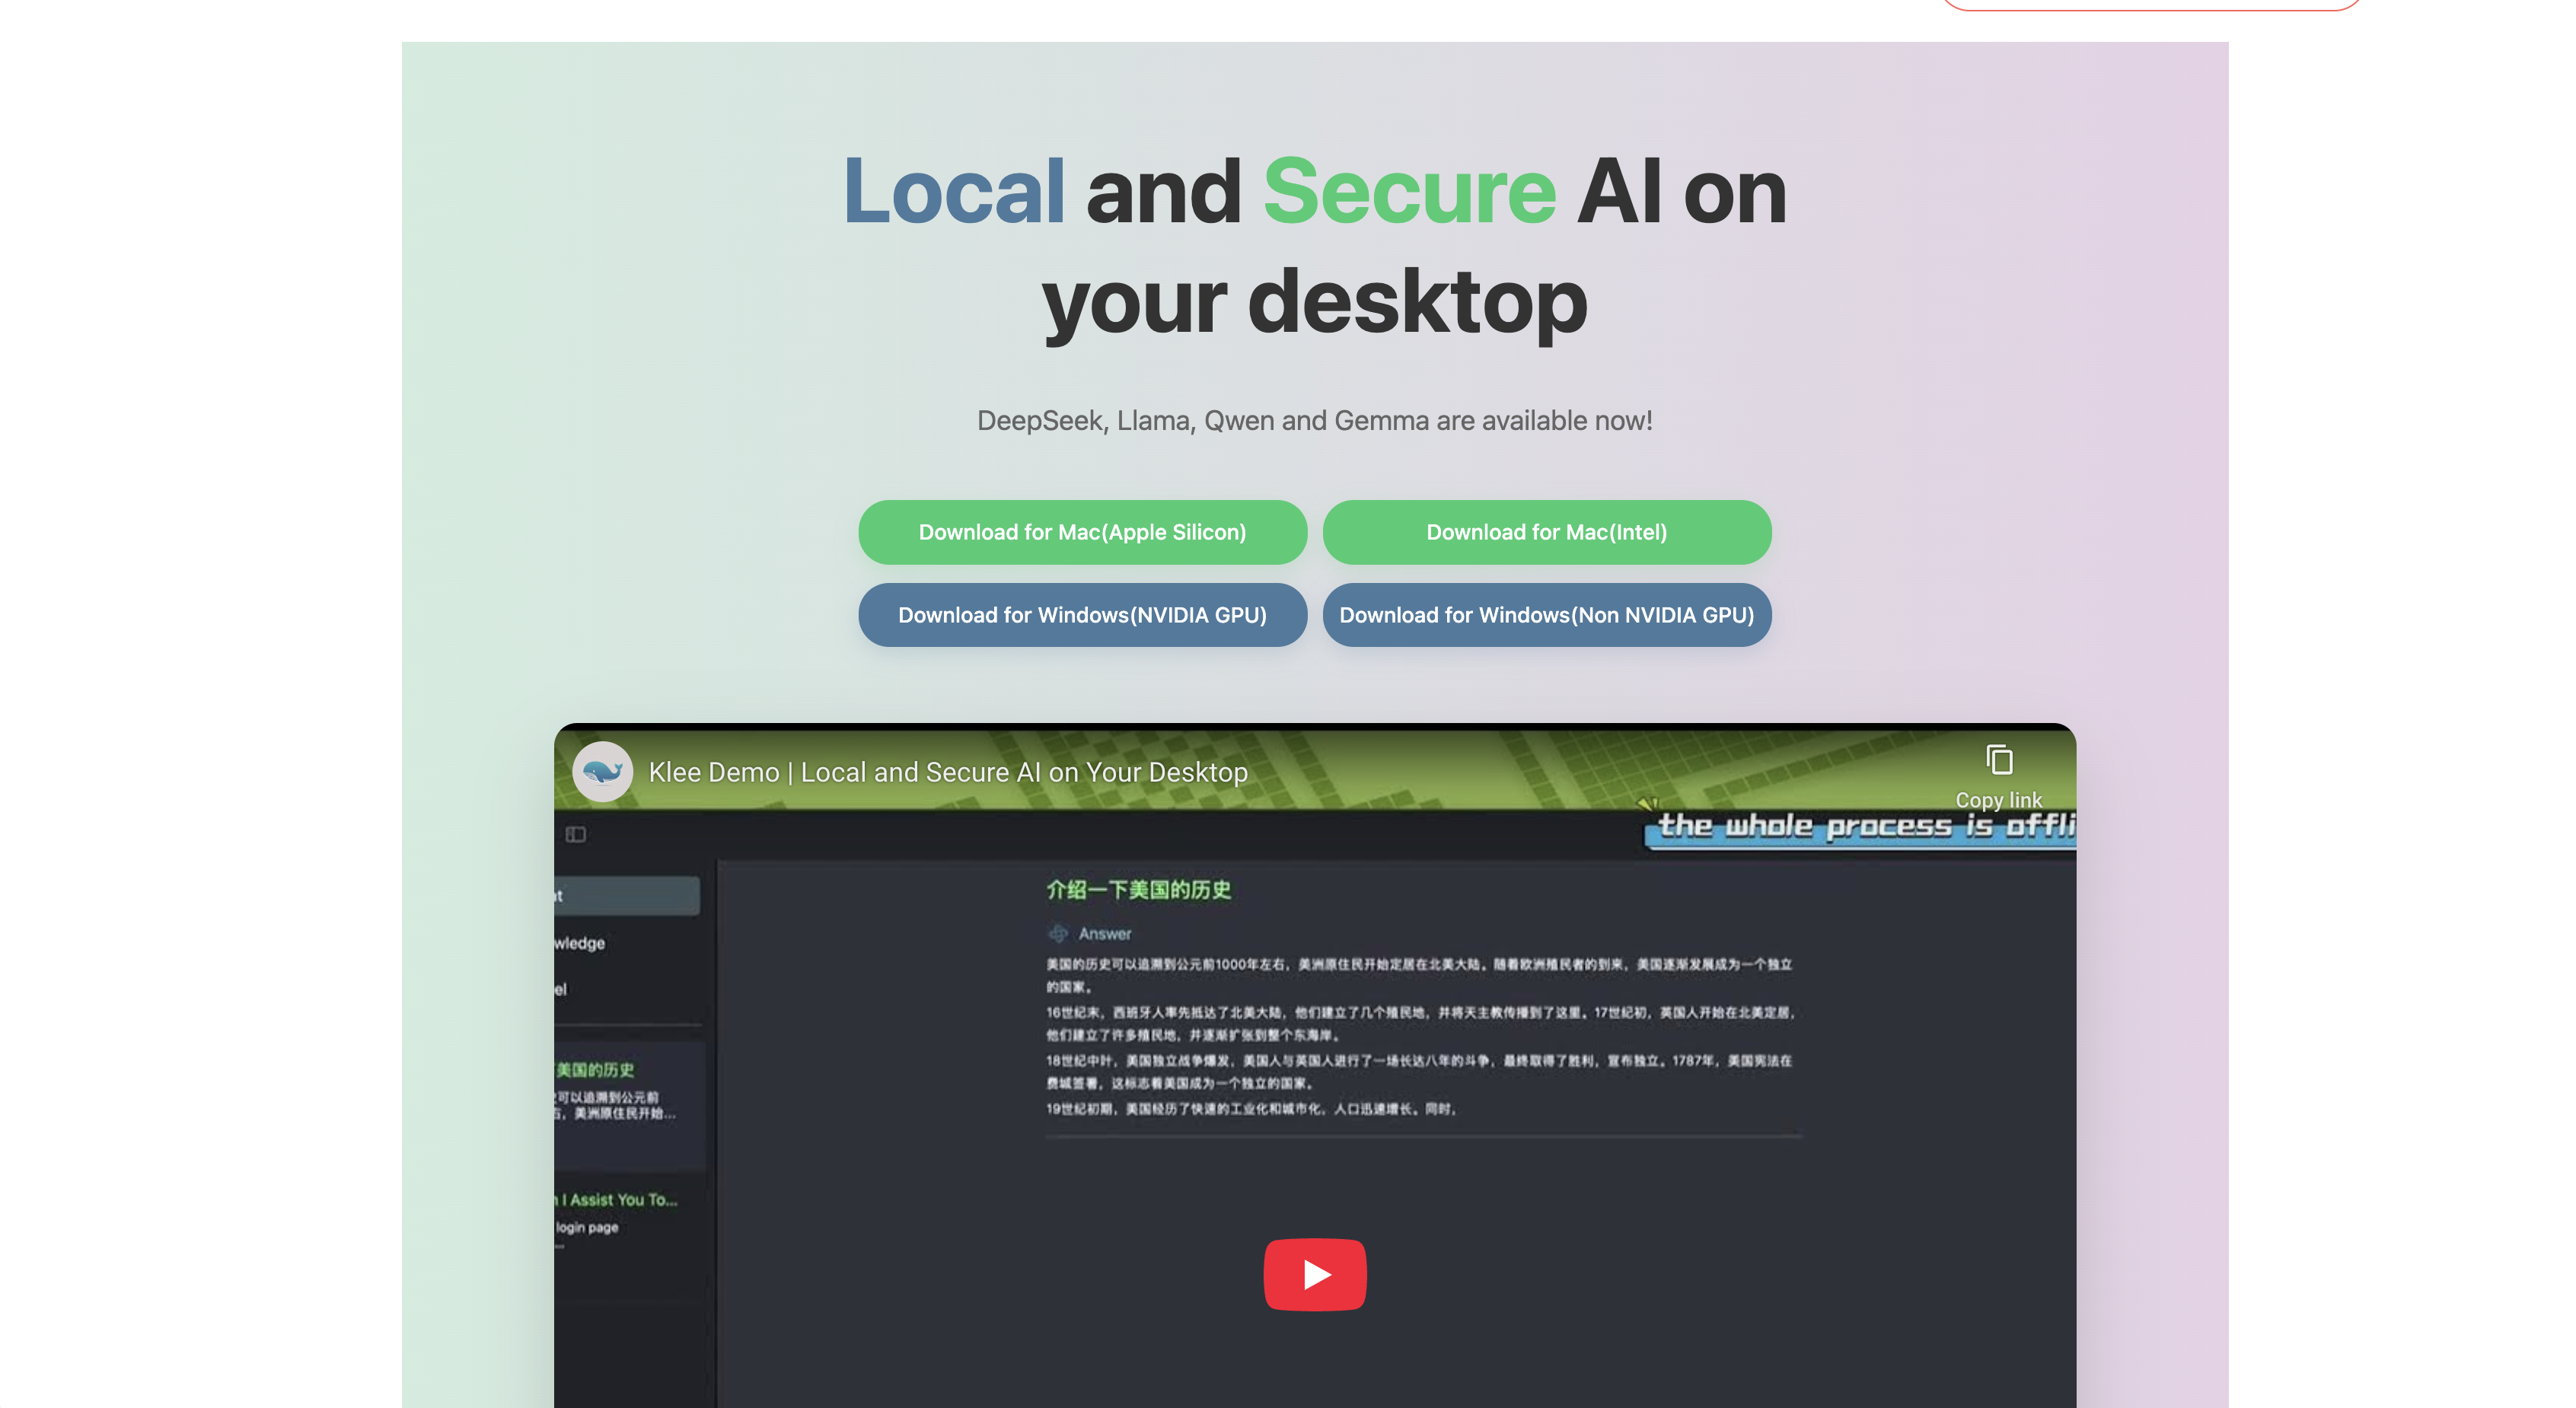 Local and Secure AI on
your desktop
DeepSeek, Llama, Qwen and Gemma are available now!
Download for Mac(Apple Silicon)
Download for Mac(Intel)
Download for Windows(NVIDIA GPU)
Download for Windows(Non NVIDIA GPU)
Klee Demo | Local and Secure AI on Your Desktop
Copy link
the whole process is offli
介绍一下美国的历史
Answer
美国的历史可以追溯到公元前1000年左右，美洲原住民开始定居在北美大陆。随着欧洲殖民者的到来，美国逐渐发展成为一个独立
的国家。
16世纪末，西班牙人率先抵达了北美大陆，他们建立了几个殖民地，并将天主教传播到了这里。17世纪初，英国人开始在北美定居，
他们建立了许多殖民地，并逐渐扩张到整个东海岸。
18世纪中叶，美国独立战争爆发，美国人与英国人进行了一场长达八年的斗争，最终取得了胜利，宣布独立。1787年，美国宪法在
费城签署，这标志着美国成为一个独立的国家。
19世纪初期，美国经历了快速的工业化和城市化，人口迅速增长。同时，
wledge
el
美国的历史
可以追溯到公元前
，美洲原住民开始...
I Assist You To...
login page
...